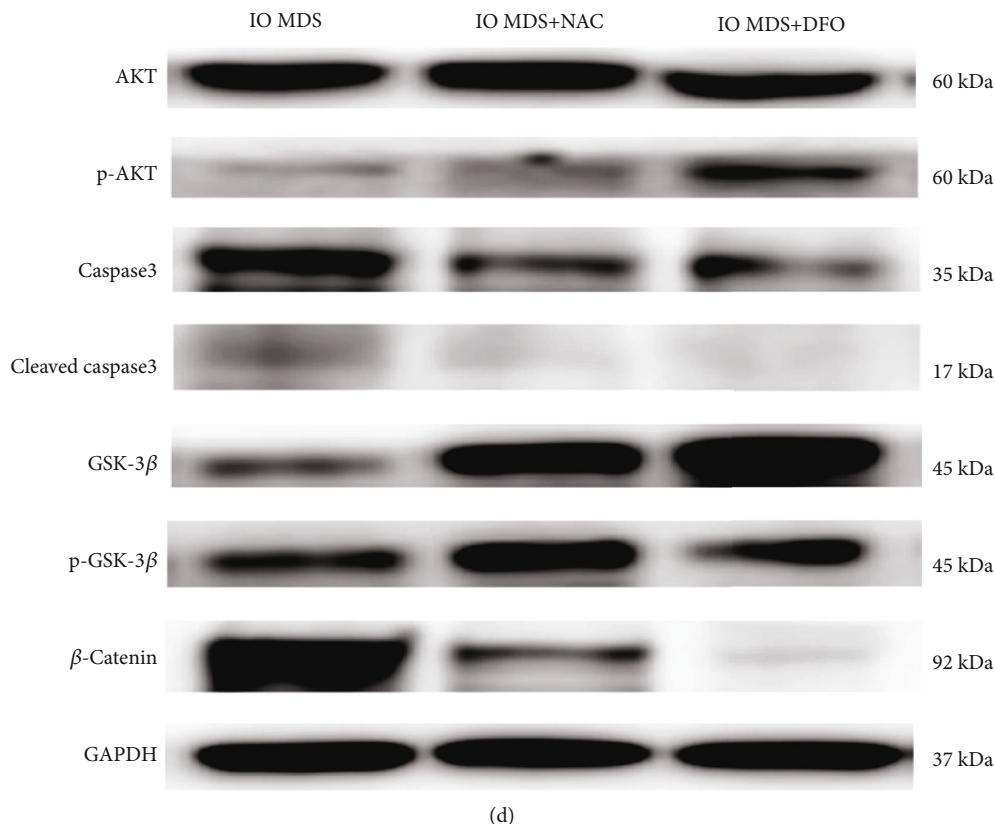 IO MDS IO MDS+NAC IO MDS+DFO
AKT 60 kDa
p-AKT 60 kDa
Caspase3 35 kDa
Cleaved caspase3 17 kDa
GSK-3β 45 kDa
p-GSK-3β 45 kDa
β-Catenin 92 kDa
GAPDH 37 kDa
(d)